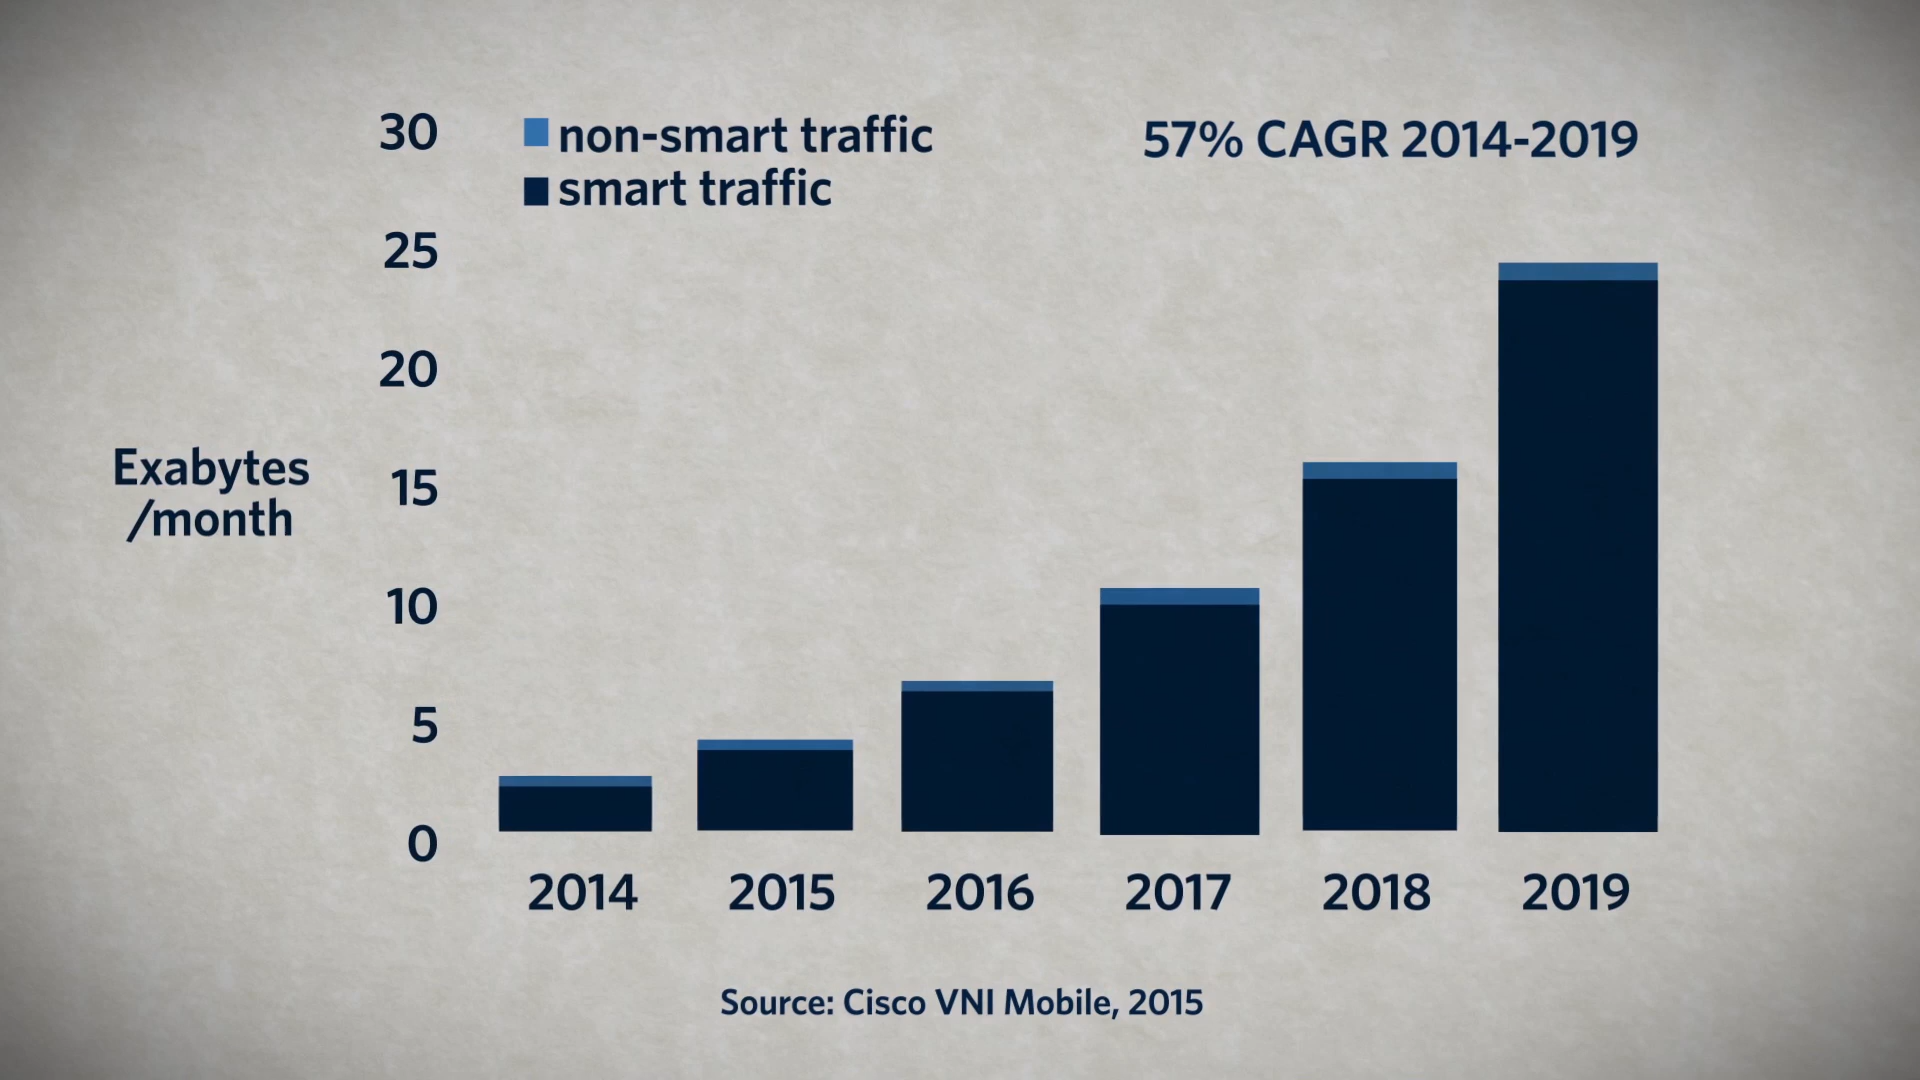 30
non-smart traffic
57% CAGR 2014-2019
smart traffic
25
20
Exabytes
/month
15
10
5
0
2014 2015 2016 2017 2018 2019
Source: Cisco VNI Mobile, 2015